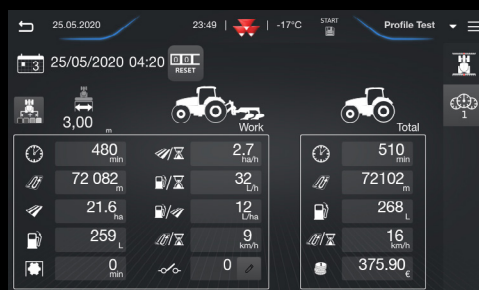 25.05.2020 23:49 | | -17°C START Profile Test
3 25/05/2020 04:20 RESET
3,00 m Work Total
1
480 min 2.7 ha/h 510 min
72 082 m 32 L/h 72102 m
21.6 ha 12 L/ha 268 L
259 L 9 km/h 16 km/h
0 min 0 375.90 €